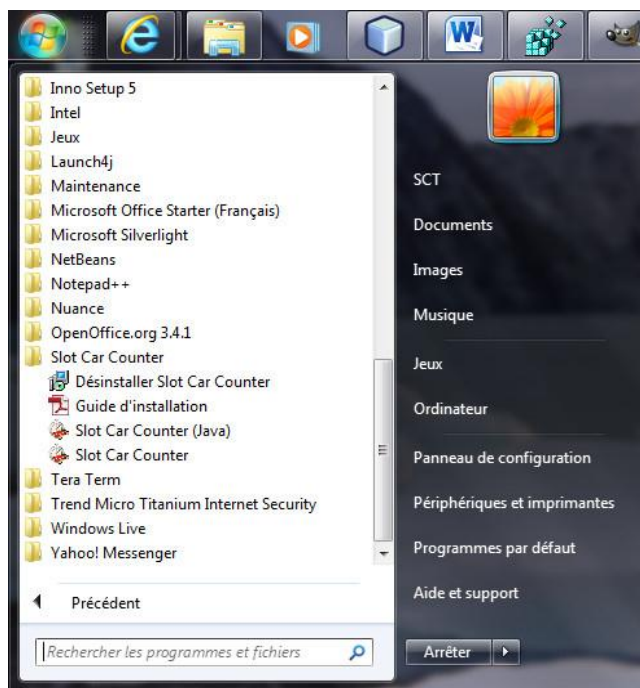 Inno Setup 5
Intel
Jeux
Launch4j
Maintenance
Microsoft Office Starter (Français)
Microsoft Silverlight
NetBeans
Notepad++
Nuance
OpenOffice.org 3.4.1
Slot Car Counter
Désinstaller Slot Car Counter
Guide d'installation
Slot Car Counter (Java)
Slot Car Counter
Tera Term
Trend Micro Titanium Internet Security
Windows Live
Yahoo! Messenger
Précédent
Rechercher les programmes et fichiers
SCT
Documents
Images
Musique
Jeux
Ordinateur
Panneau de configuration
Périphériques et imprimantes
Programmes par défaut
Aide et support
Arrêter